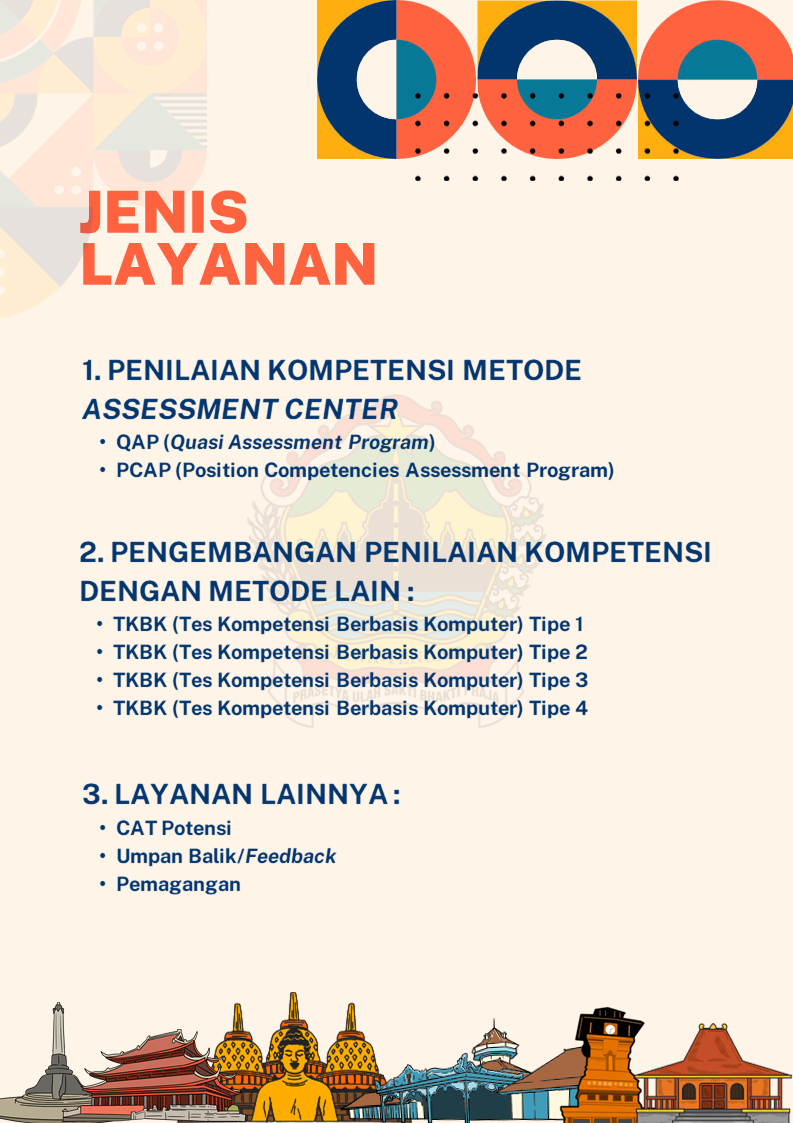 JENIS
LAYANAN
1. PENILAIAN KOMPETENSI METODE
ASSESSMENT CENTER
• QAP (Quasi Assessment Program)
• PCAP (Position Competencies Assessment Program)
2. PENGEMBANGAN PENILAIAN KOMPETENSI
DENGAN METODE LAIN :
• TKBK (Tes Kompetensi Berbasis Komputer) Tipe 1
• TKBK (Tes Kompetensi Berbasis Komputer) Tipe 2
• TKBK (Tes Kompetensi Berbasis Komputer) Tipe 3
PRASETYA ULAH SAKTI BHAKTI PRAJA
• TKBK (Tes Kompetensi Berbasis Komputer) Tipe 4
3. LAYANAN LAINNYA :
• CAT Potensi
• Umpan Balik/Feedback
• Pemagangan